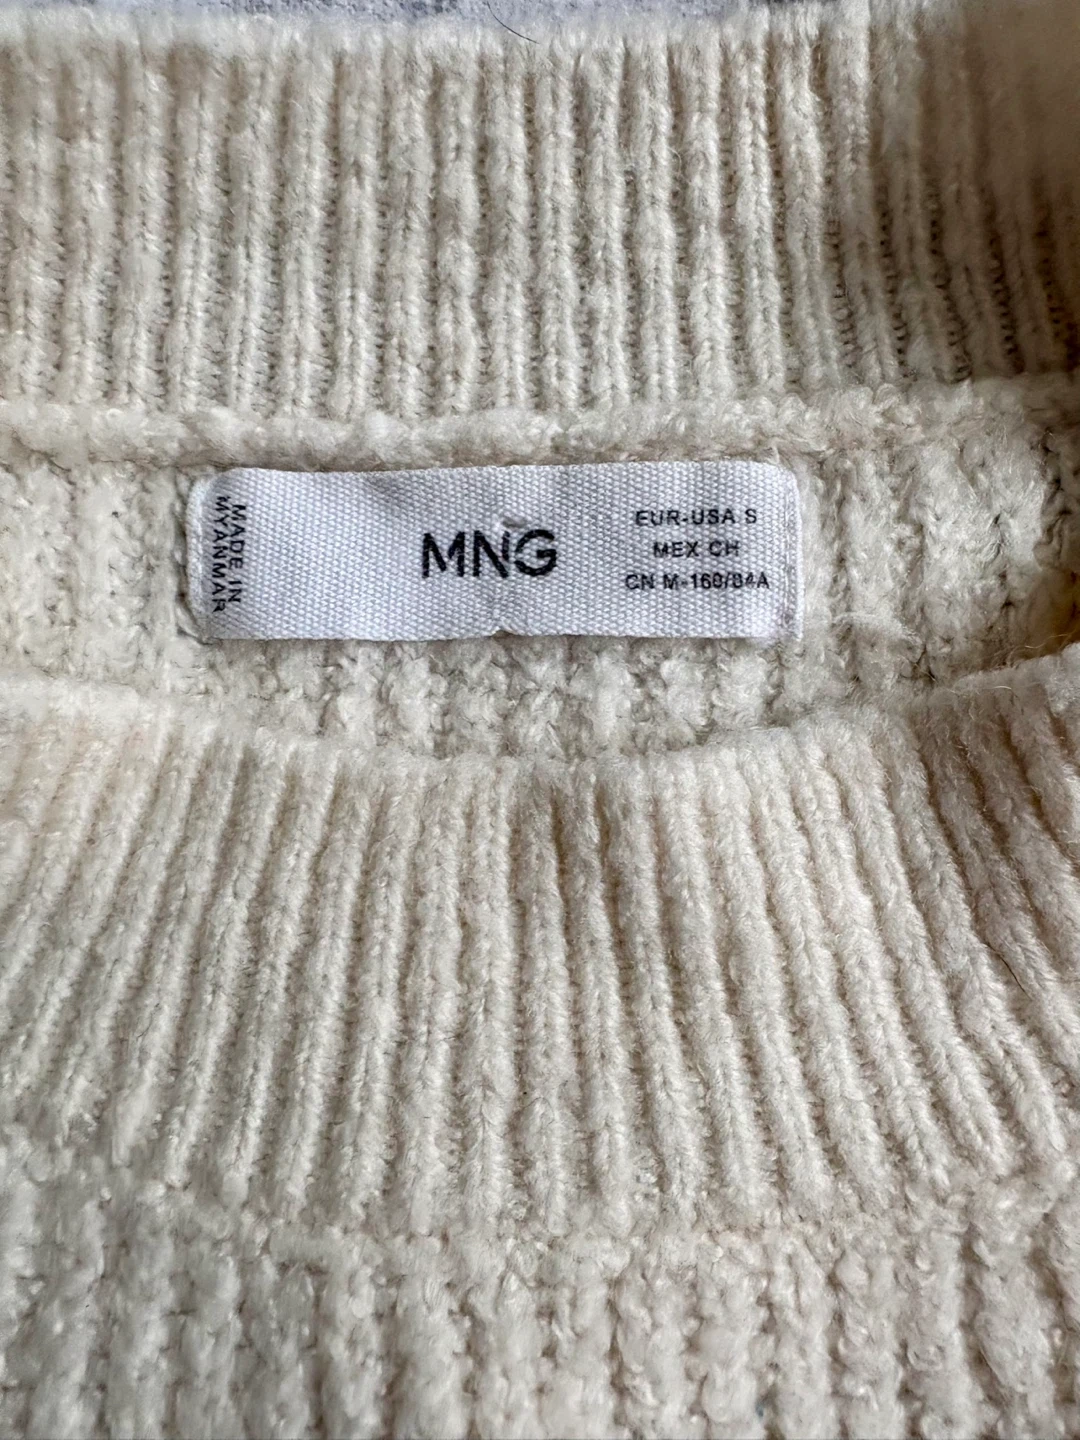 MADE IN
MYANMAR
MNG
EUR-USA S
MEX CH
CN M-160/84A